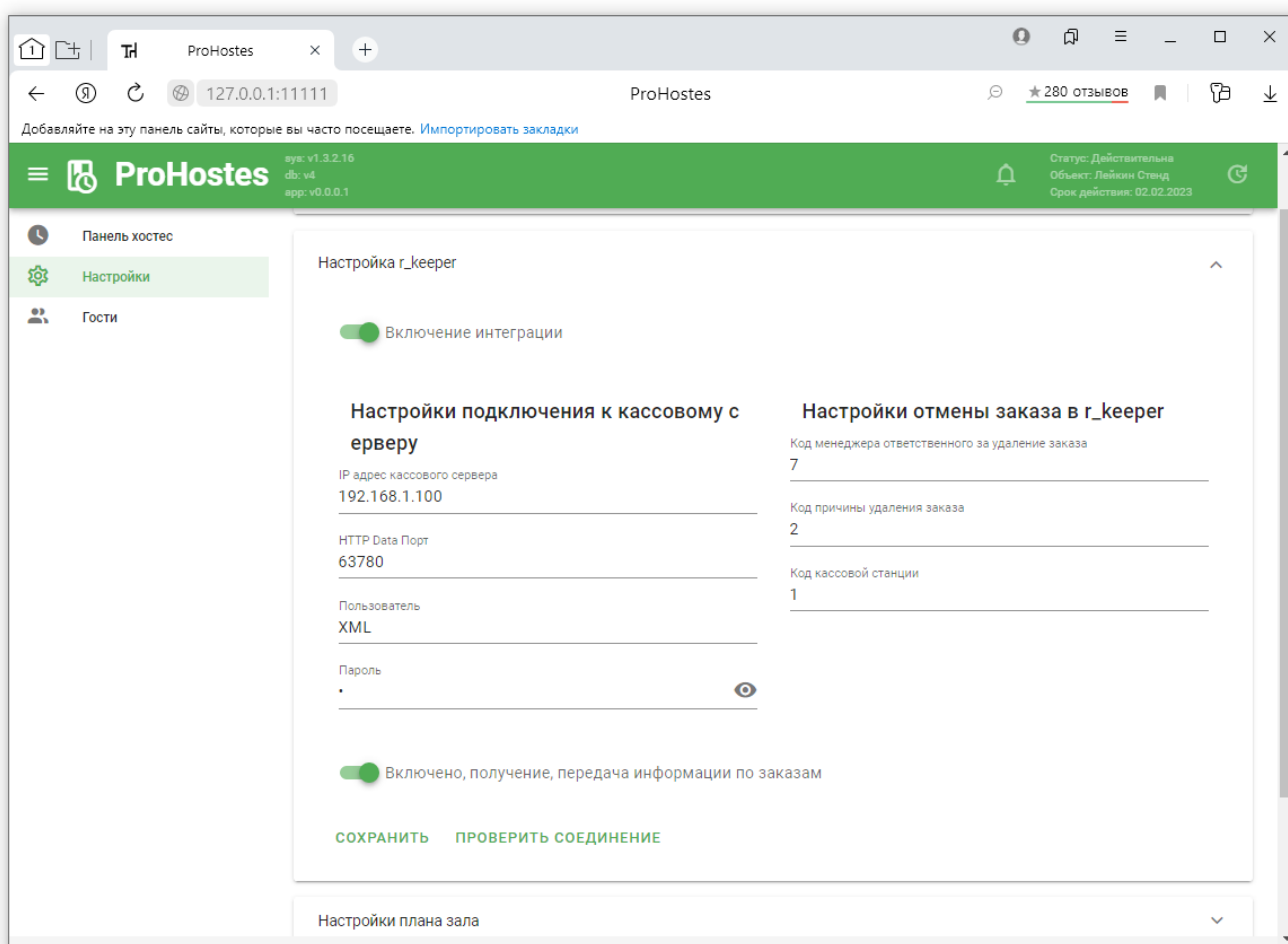 1
ТН ProHostes
Я 127.0.0.1:11111 ProHostes ★ 280 отзывов
Добавляйте на эту панель сайты, которые вы часто посещаете. Импортировать закладки
ProHostes
sys: v1.3.2.16
db: v4
app: v0.0.0.1
Статус: Действительна
Объект: Лейкин Стенд
Срок действия: 02.02.2023
Панель хостес
Настройки
Гости
Настройка r_keeper
Включение интеграции
Настройки подключения к кассовому с
ерверу
IP адрес кассового сервера
192.168.1.100
HTTP Data Порт
63780
Пользователь
XML
Пароль
•
Настройки отмены заказа в r_keeper
Код менеджера ответственного за удаление заказа
7
Код причины удаления заказа
2
Код кассовой станции
1
Включено, получение, передача информации по заказам
СОХРАНИТЬ ПРОВЕРИТЬ СОЕДИНЕНИЕ
Настройки плана зала